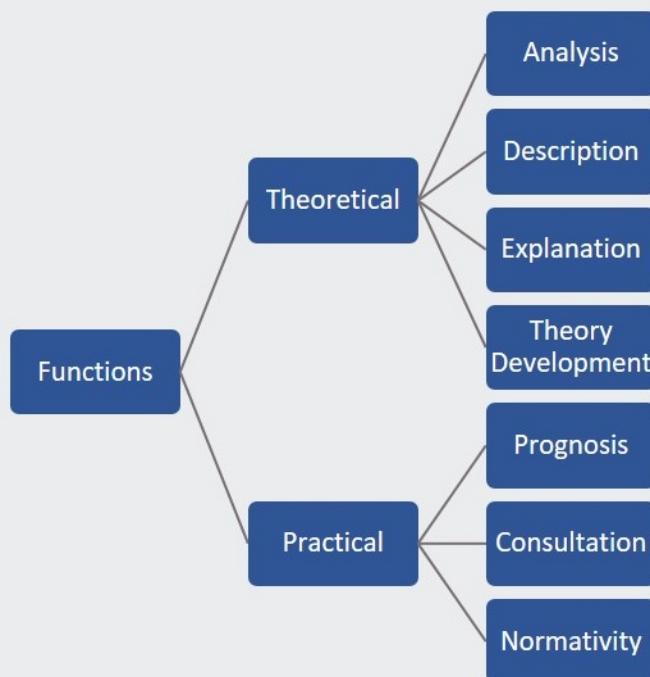 Functions
Theoretical
Analysis
Description
Explanation
Theory
Development
Practical
Prognosis
Consultation
Normativity